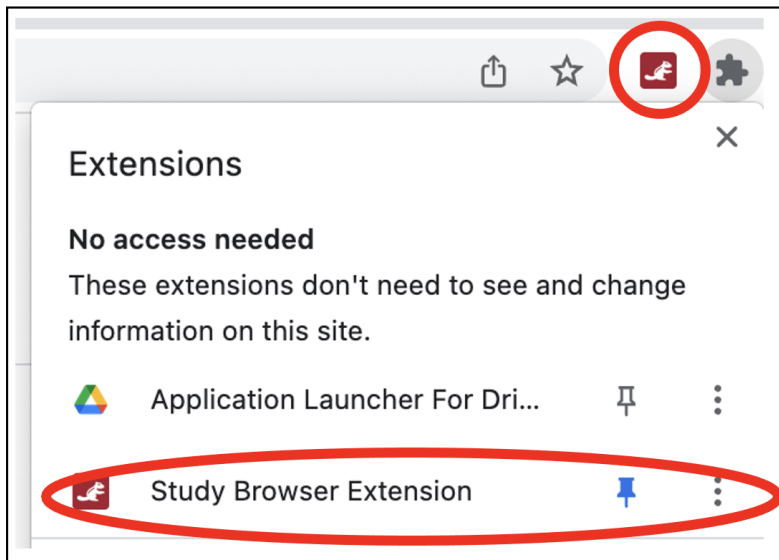 Extensions
No access needed
These extensions don't need to see and change
information on this site.
Application Launcher For Dri...
Study Browser Extension